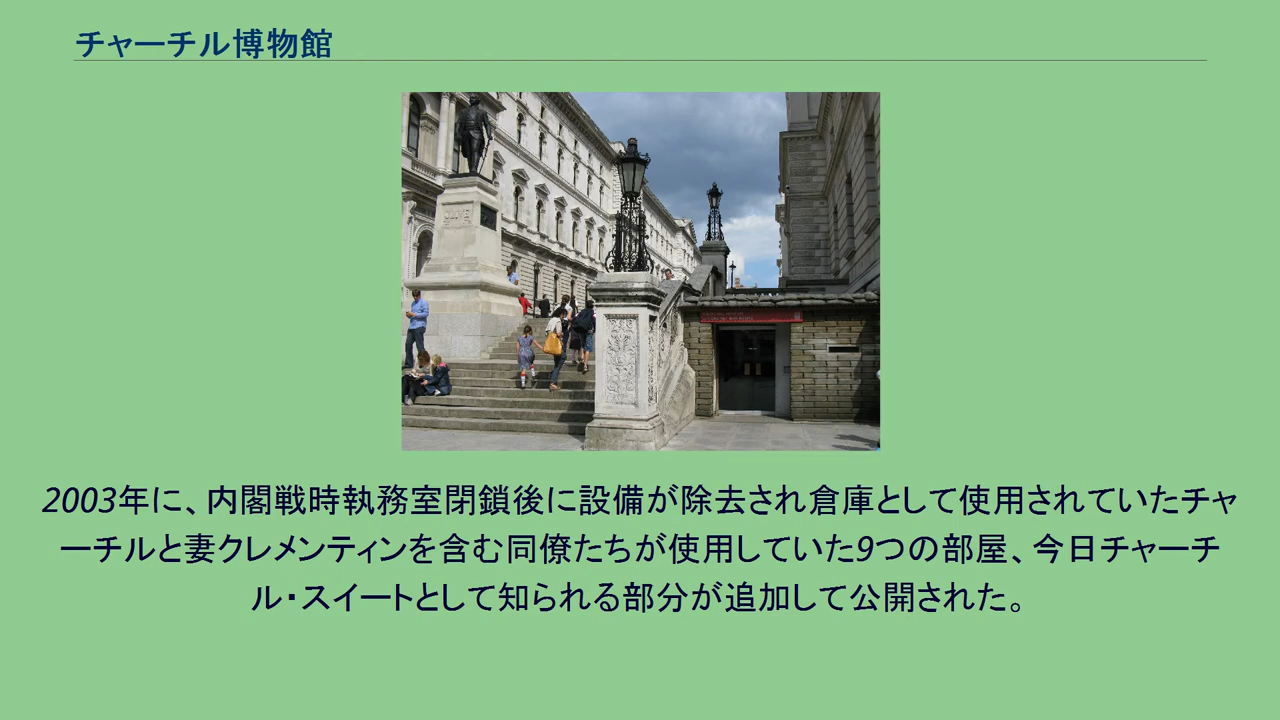 チャーチル博物館
CLIVE
2003年に、内閣戦時執務室閉鎖後に設備が除去され倉庫として使用されていたチャ
ーチルと妻クレメンティンを含む同僚たちが使用していた9つの部屋、今日チャーチ
ル・スイートとして知られる部分が追加して公開された。